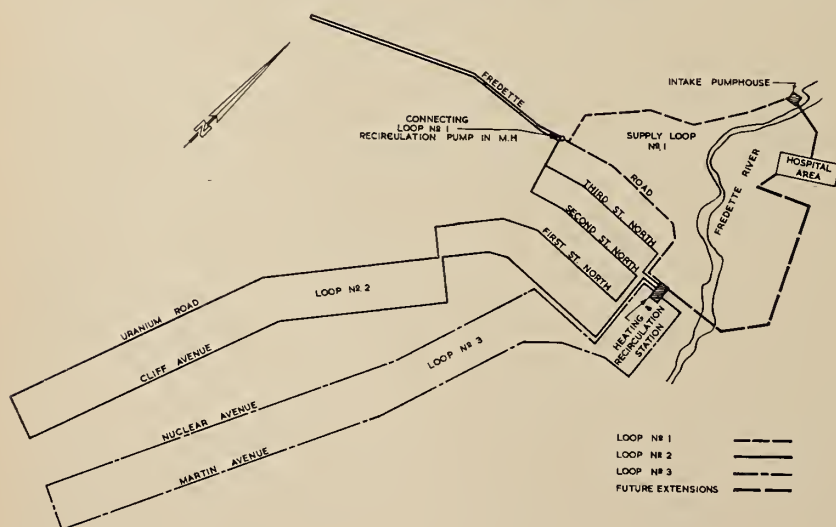 FREDETTE
INTAKE PUMPHOUSE
CONNECTING
LOOP Nº 1
RECIRCULATION PUMP IN M.H
SUPPLY LOOP
Nº 1
HOSPITAL
AREA
ROAD
FREDETTE RIVER
THIRD ST. NORTH
SECOND ST. NORTH
FIRST ST. NORTH
N
URANIUM ROAD
LOOP Nº 2
CLIFF AVENUE
LOOP Nº 3
HEATING &
RECIRCULATION
STATION
NUCLEAR AVENUE
MARTIN AVENUE
LOOP Nº 1
LOOP Nº 2
LOOP Nº 3
FUTURE EXTENSIONS